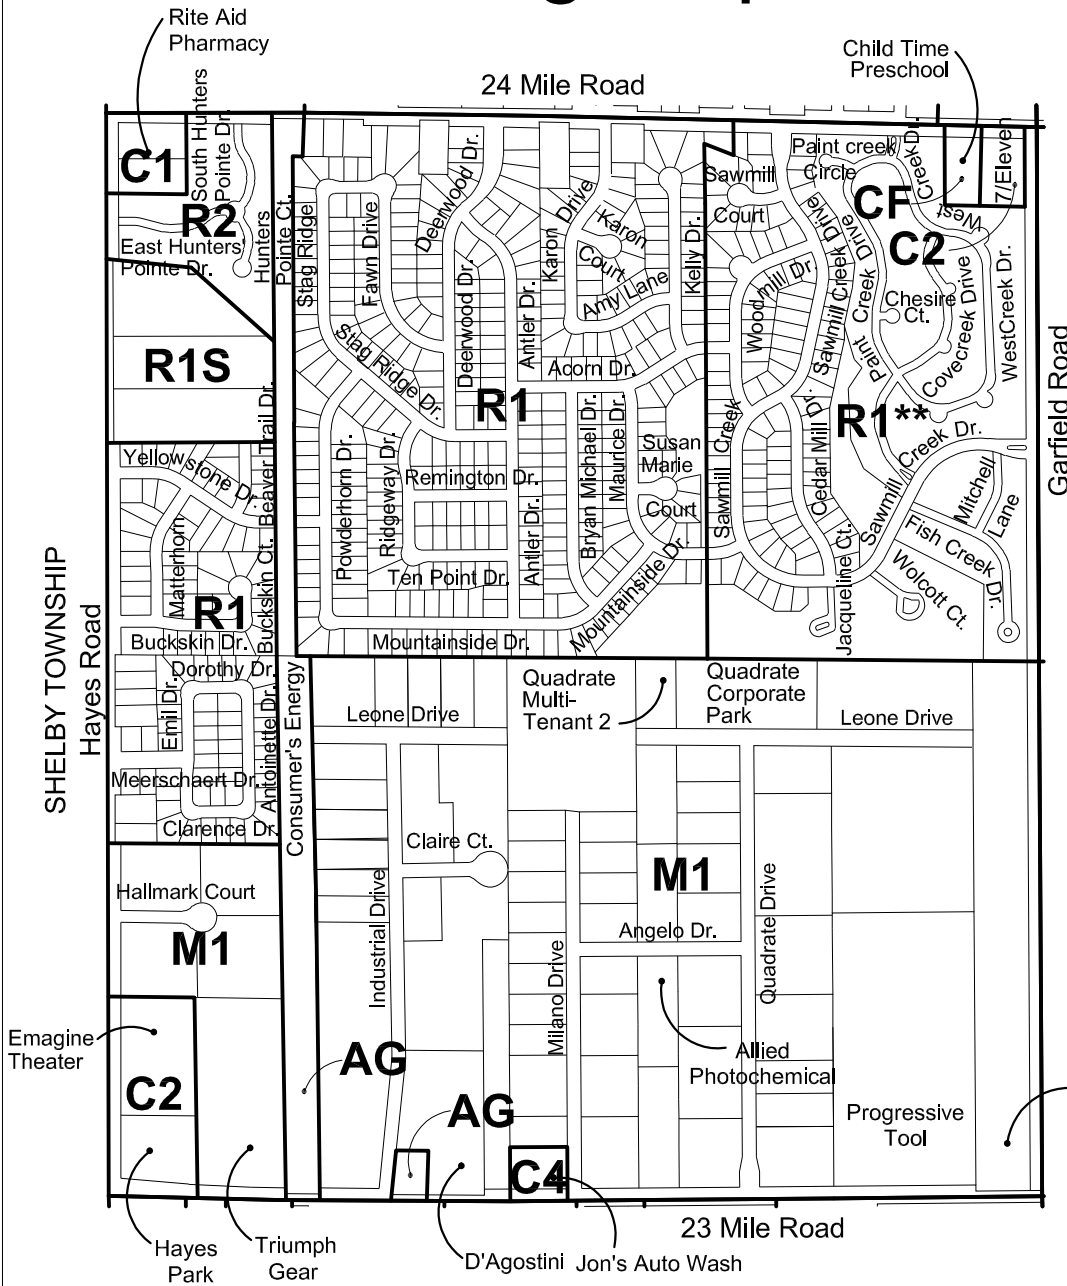 Rite Aid
Pharmacy
24 Mile Road
Child Time
Preschool
C1
South Hunters
Pointe Dr.
R2
East Hunters'
Pointe Dr.
Hunters
Pointe Ct.
Stag Ridge
Fawn Drive
Deerwood Dr.
Deerwood Dr.
Karon
Drive
Karon
Court
Amy Lane
Kelly Dr.
Antler Dr.
Acorn Dr.
Stag Ridge Dr.
R1
Sawmill
Court
Paint creek
Circle
CF
C2
West
Creek Dr.
7/Eleven
Wood
mill Dr.
Sawmill Creek Drive
Paint Creek Drive
Chesire
Ct.
Covecreek Drive
WestCreek Dr.
Garfield Road
R1S
R1**
Yellowstone Dr.
Beaver Trail Dr.
Powderhorn Dr.
Ridgeway Dr.
Remington Dr.
Antler Dr.
Bryan Michael Dr.
Maurice Dr.
Susan
Marie
Court
Sawmill Creek
Cedar Mill Dr.
Sawmill Creek Dr.
Mitchell
Lane
Fish Creek Dr.
Wolcott Ct.
Jacqueline Ct.
Ten Point Dr.
Mountainside Dr.
Mountainside Dr.
SHELBY TOWNSHIP
Hayes Road
Matterhorn
R1
Buckskin Ct.
Buckskin Dr.
Dorothy Dr.
Emil Dr.
Antoinette Dr.
Meerschaert Dr.
Clarence Dr.
Consumer's Energy
Leone Drive
Quadrate
Multi-
Tenant 2
Quadrate
Corporate
Park
Leone Drive
Claire Ct.
Industrial Drive
M1
Angelo Dr.
Quadrate Drive
Milano Drive
Hallmark Court
M1
Emagine
Theater
C2
AG
AG
Allied
Photochemical
Progressive
Tool
C4
23 Mile Road
Hayes
Park
Triumph
Gear
D'Agostini
Jon's Auto Wash